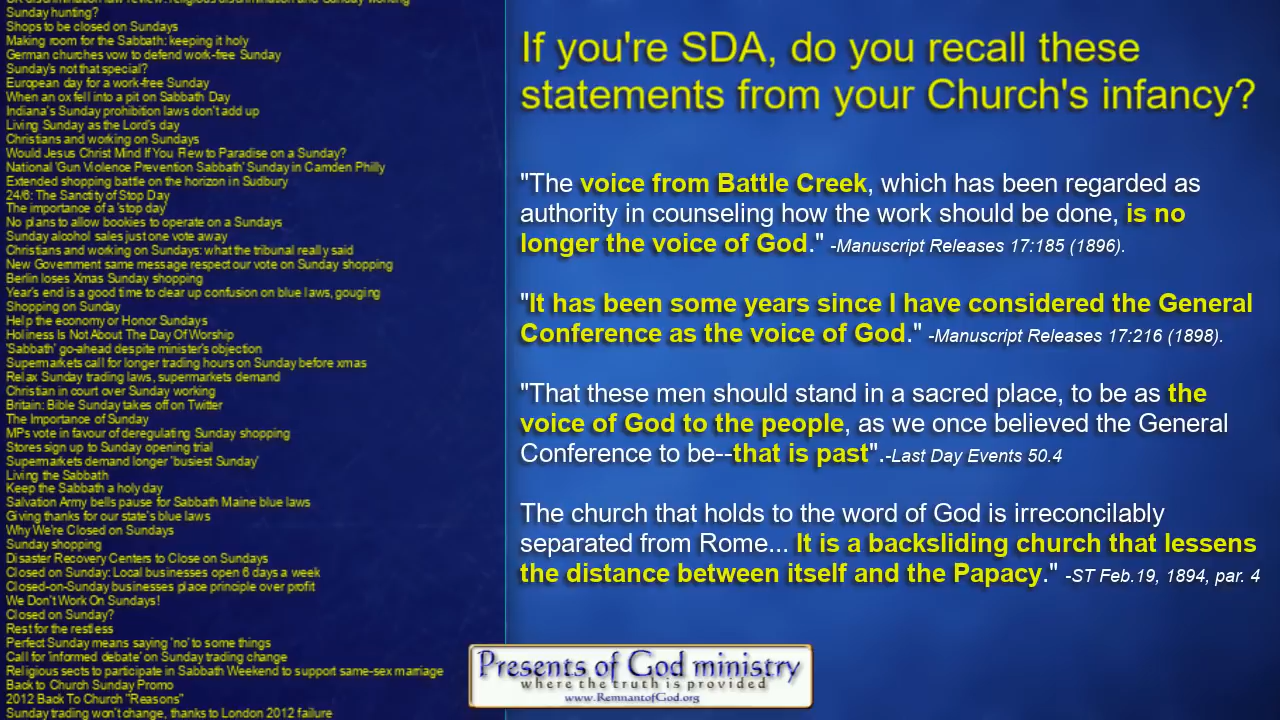 UK discrimination law review: religious discrimination and Sunday working
Sunday hunting?
Shops to be closed on Sundays
Making room for the Sabbath: keeping it holy
German churches vow to defend work-free Sunday
Sunday's not that special?
European day for a work-free Sunday
When an ox fell into a pit on Sabbath Day
Indiana's Sunday prohibition laws don't add up
Living Sunday as the Lord's day
Christians and working on Sundays
Would Jesus Christ Mind If You Flew to Paradise on a Sunday?
National 'Gun Violence Prevention Sabbath' Sunday in Camden Philly
Extended shopping battle on the horizon in Sudbury
24/6: The Sanctity of Stop Day
The importance of a 'stop day'
No plans to allow bookies to operate on a Sundays
Sunday alcohol sales just one vote away
Christians and working on Sundays: what the tribunal really said
New Government same message respect our vote on Sunday shopping
Berlin loses Xmas Sunday shopping
Year's end is a good time to clear up confusion on blue laws, gouging
Shopping on Sunday
Help the economy or Honor Sundays
Holiness Is Not About The Day Of Worship
'Sabbath' go-ahead despite minister's objection
Supermarkets call for longer trading hours on Sunday before xmas
Relax Sunday trading laws, supermarkets demand
Christian in court over Sunday working
Britain: Bible Sunday takes off on Twitter
The Importance of Sunday
MPs vote in favour of deregulating Sunday shopping
Stores sign up to Sunday opening trial
Supermarkets demand longer 'busiest Sunday'
Living the Sabbath
Keep the Sabbath a holy day
Salvation Army bells pause for Sabbath Maine blue laws
Giving thanks for our state's blue laws
Why We're Closed on Sundays
Sunday shopping
Disaster Recovery Centers to Close on Sundays
Closed on Sunday: Local businesses open 6 days a week
Closed-on-Sunday businesses place principle over profit
We Don't Work On Sundays!
Closed on Sunday?
Rest for the restless
Perfect Sunday means saying 'no' to some things
Call for 'informed debate' on Sunday trading change
Religious sects to participate in Sabbath Weekend to support same-sex marriage
Back to Church Sunday Promo
2012 Back To Church "Reasons"
Sunday trading won't change, thanks to London 2012 failure
If you're SDA, do you recall these
statements from your Church's infancy?
"The voice from Battle Creek, which has been regarded as
authority in counseling how the work should be done, is no
longer the voice of God." -Manuscript Releases 17:185 (1896).
"It has been some years since I have considered the General
Conference as the voice of God." -Manuscript Releases 17:216 (1898).
"That these men should stand in a sacred place, to be as the
voice of God to the people, as we once believed the General
Conference to be--that is past".-Last Day Events 50.4
The church that holds to the word of God is irreconcilably
separated from Rome... It is a backsliding church that lessens
the distance between itself and the Papacy." -ST Feb.19, 1894, par. 4
Presents of God ministry
where the truth is provided
www.RemnantofGod.org